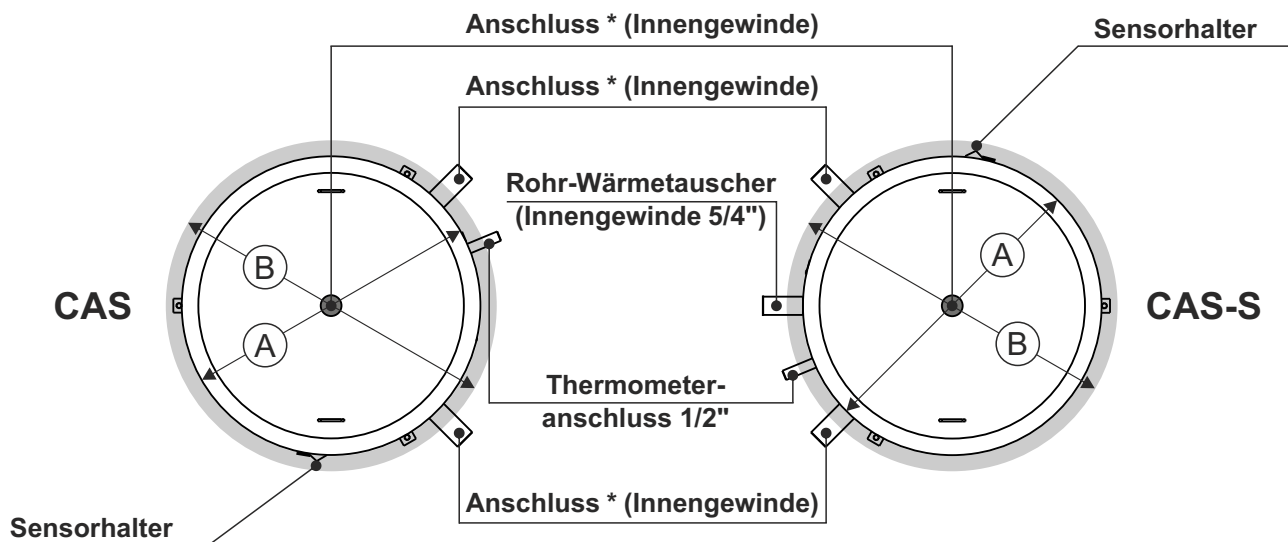 Anschluss * (Innengewinde)
Sensorhalter
Anschluss * (Innengewinde)
Rohr-Wärmetauscher
(Innengewinde 5/4")
B
A
CAS
A
B
CAS-S
Thermometer-
anschluss 1/2"
Anschluss * (Innengewinde)
Sensorhalter